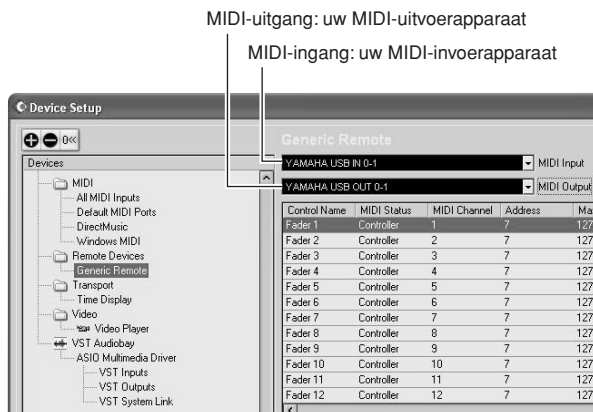 MIDI-uitgang: uw MIDI-uitvoerapparaat
MIDI-ingang: uw MIDI-invoerapparaat
Device Setup
Generic Remote
Devices
YAMAHA USB IN 0-1 MIDI Input
YAMAHA USB OUT 0-1 MIDI Output
MIDI
All MIDI Inputs
Default MIDI Ports
DirectMusic
Windows MIDI
Remote Devices
Generic Remote
Transport
Time Display
Video
Video Player
VST Audiobay
ASIO Multimedia Driver
VST Inputs
VST Outputs
VST System Link
Control Name MIDI Status MIDI Channel Address
Fader 1 Controller 1 7 127
Fader 2 Controller 2 7 127
Fader 3 Controller 3 7 127
Fader 4 Controller 4 7 127
Fader 5 Controller 5 7 127
Fader 6 Controller 6 7 127
Fader 7 Controller 7 7 127
Fader 8 Controller 8 7 127
Fader 9 Controller 9 7 127
Fader 10 Controller 10 7 127
Fader 11 Controller 11 7 127
Fader 12 Controller 12 7 127